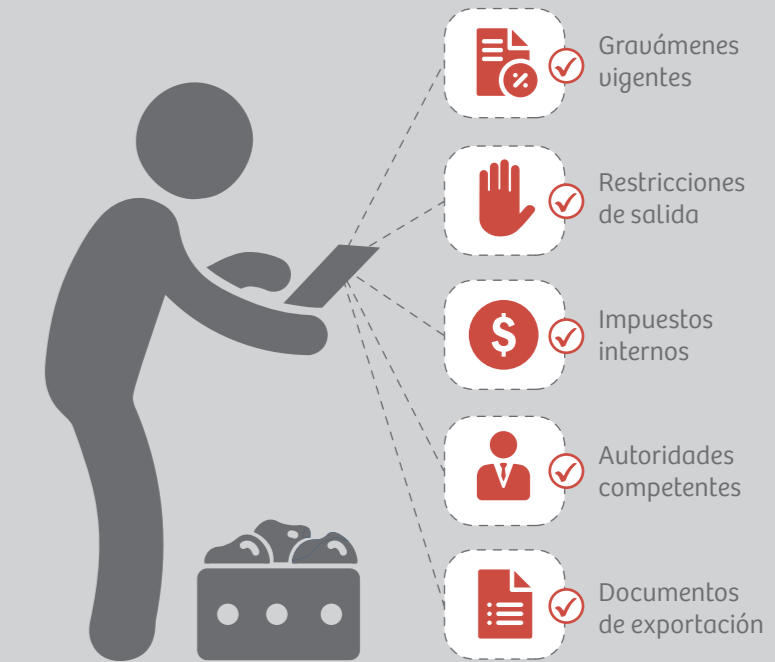 Gravámenes
vigentes
Restricciones
de salida
Impuestos
internos
Autoridades
competentes
Documentos
de exportación